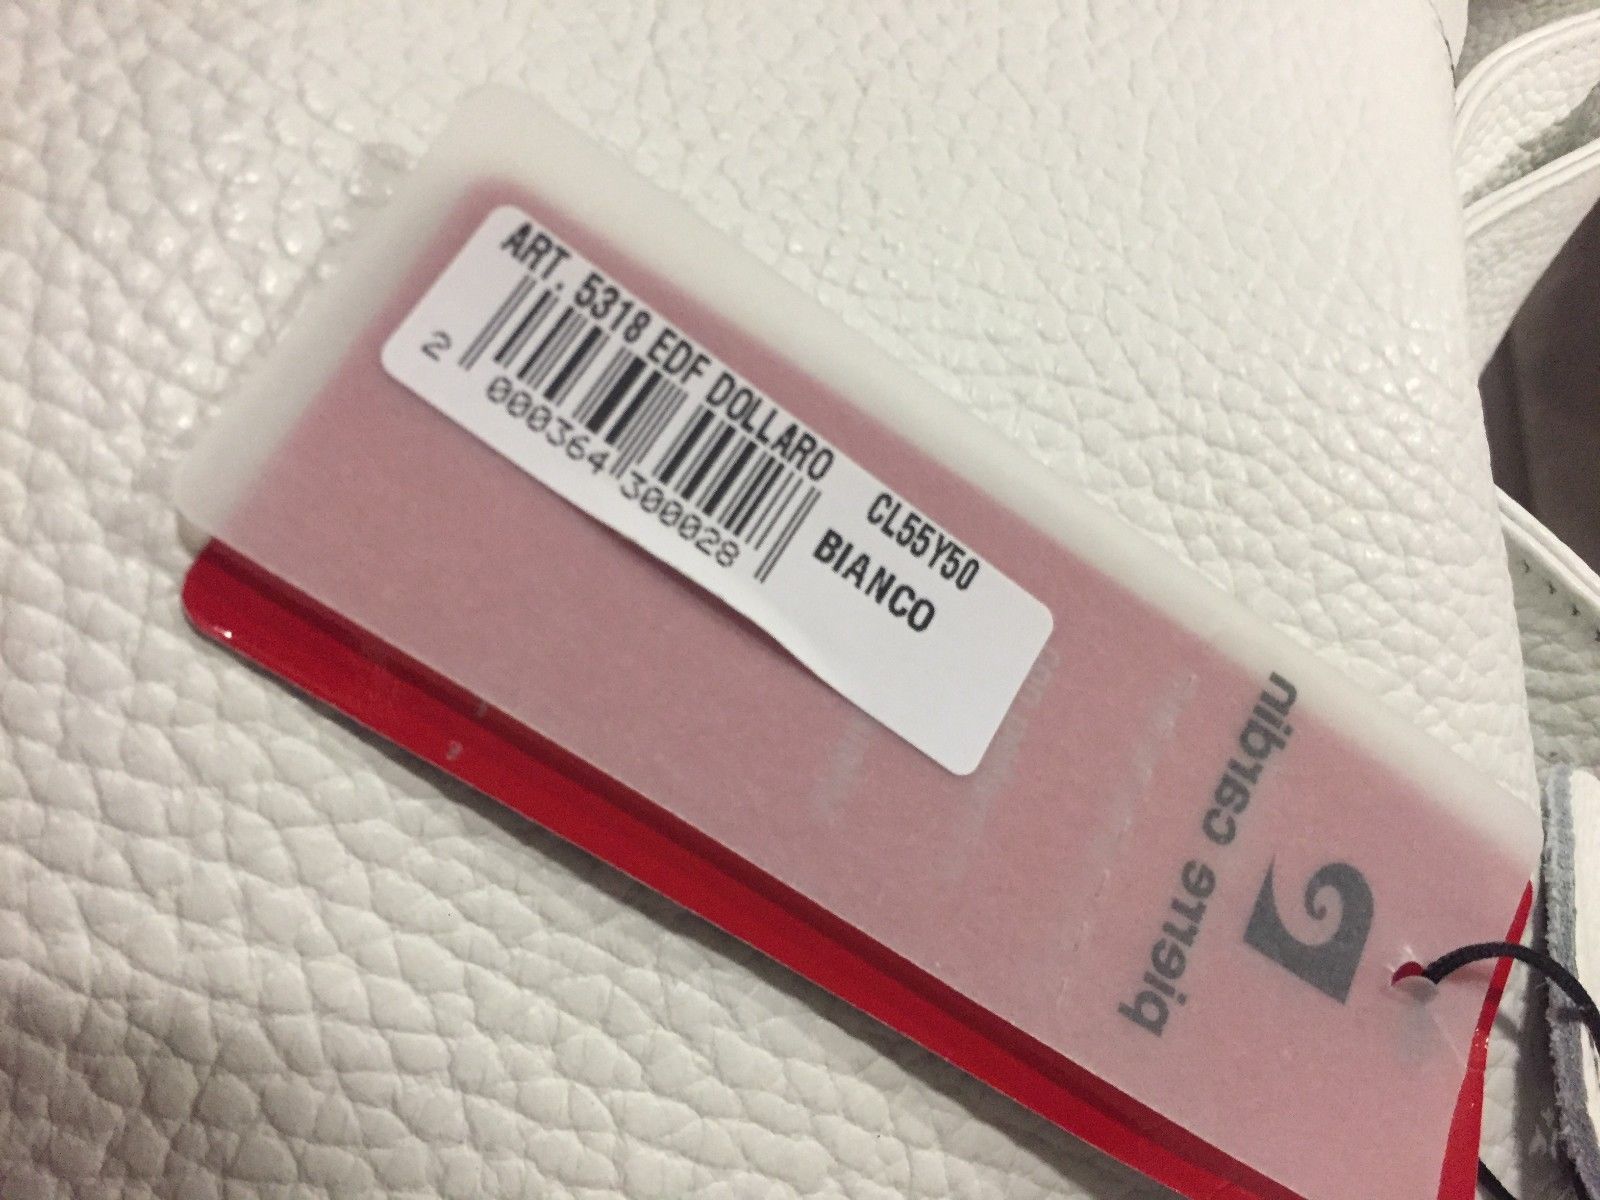 ART. 5318 EDF DOLLARO CL55Y50
BIANCO
2 000364 300028
pierre cardin